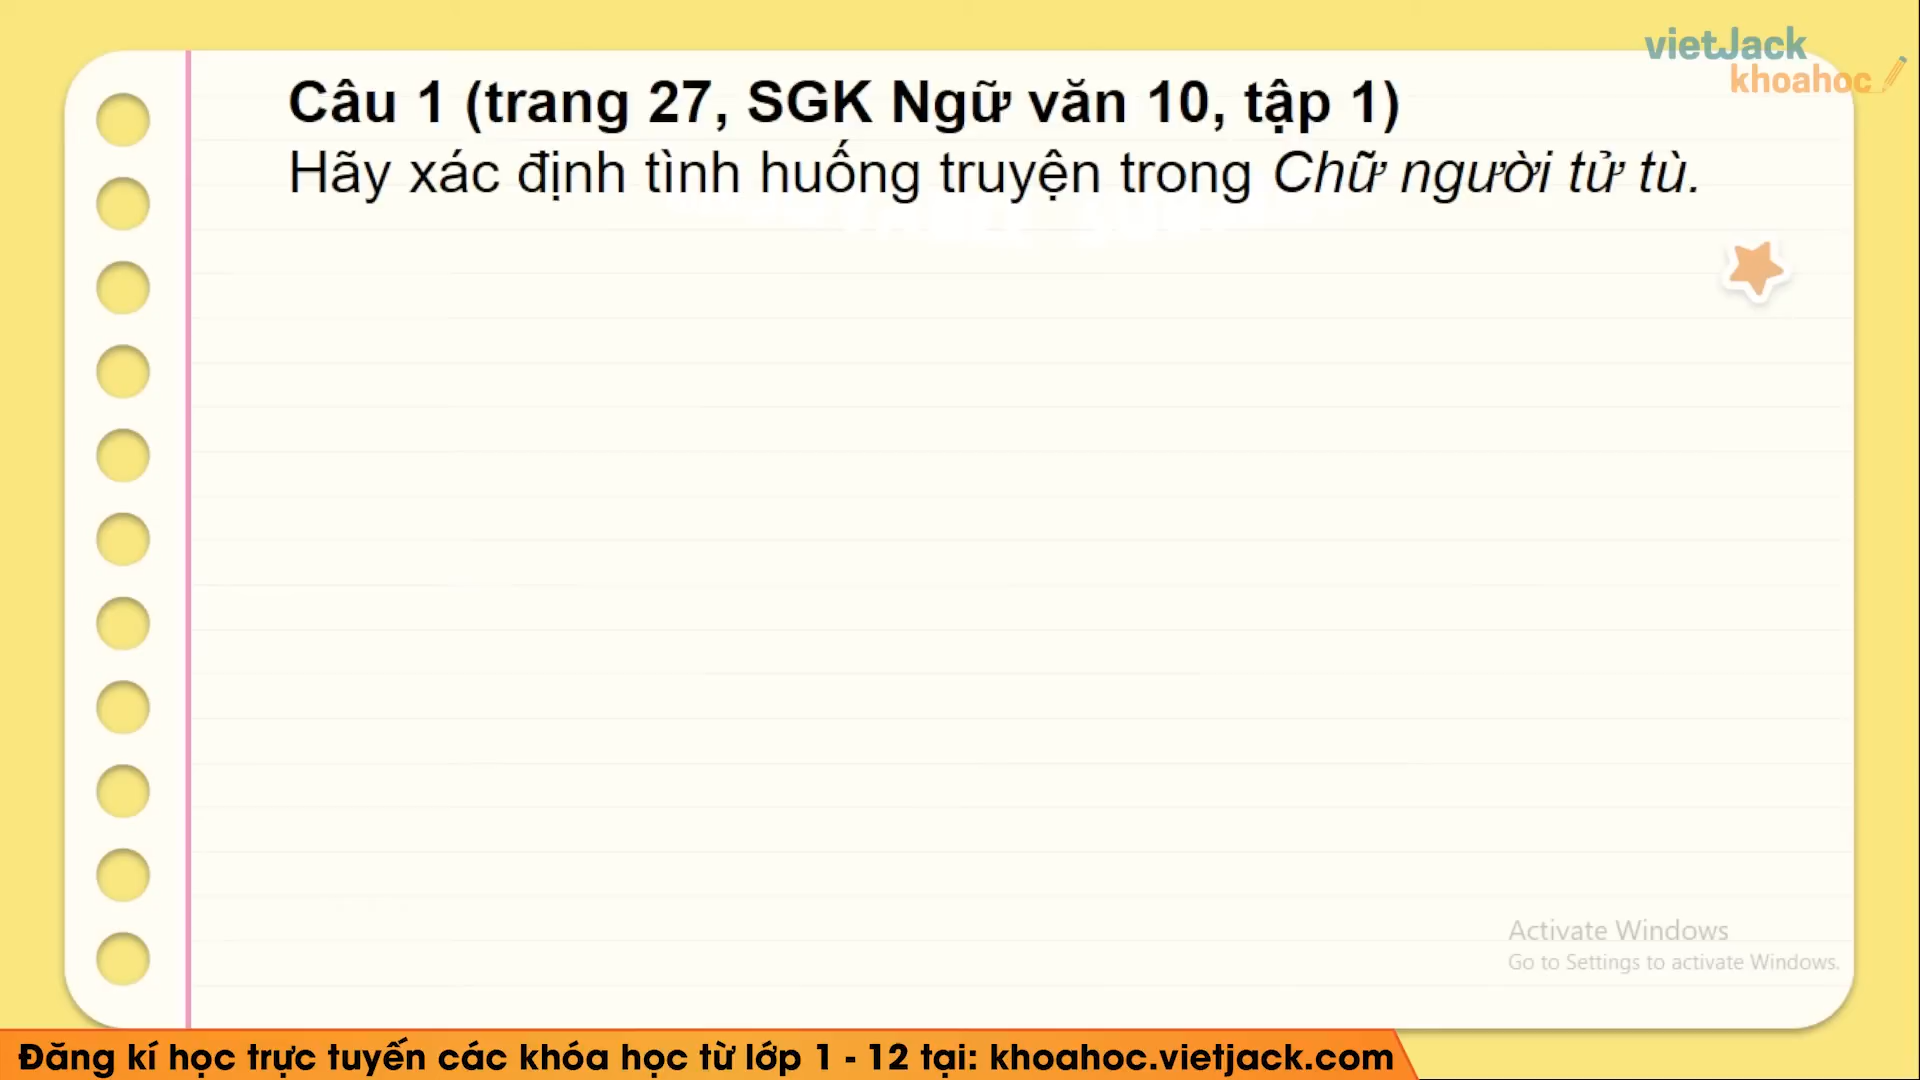 vietJack
khoahoc
Câu 1 (trang 27, SGK Ngữ văn 10, tập 1)
Hãy xác định tình huống truyện trong Chữ người tử tù.
Activate Windows
Go to Settings to activate Windows.
Đăng kí học trực tuyến các khóa học từ lớp 1 - 12 tại: khoahoc.vietjack.com